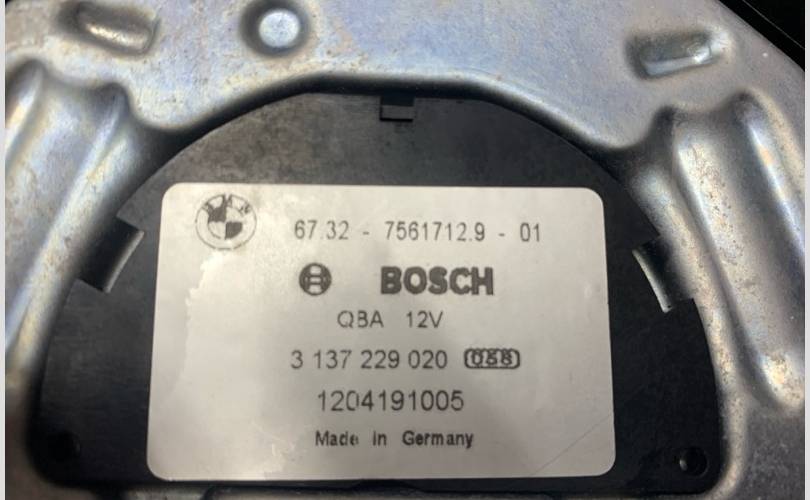 67.32 - 7561712.9 - 01
BOSCH
QBA 12V
3 137 229 020 058
1204191005
Made in Germany